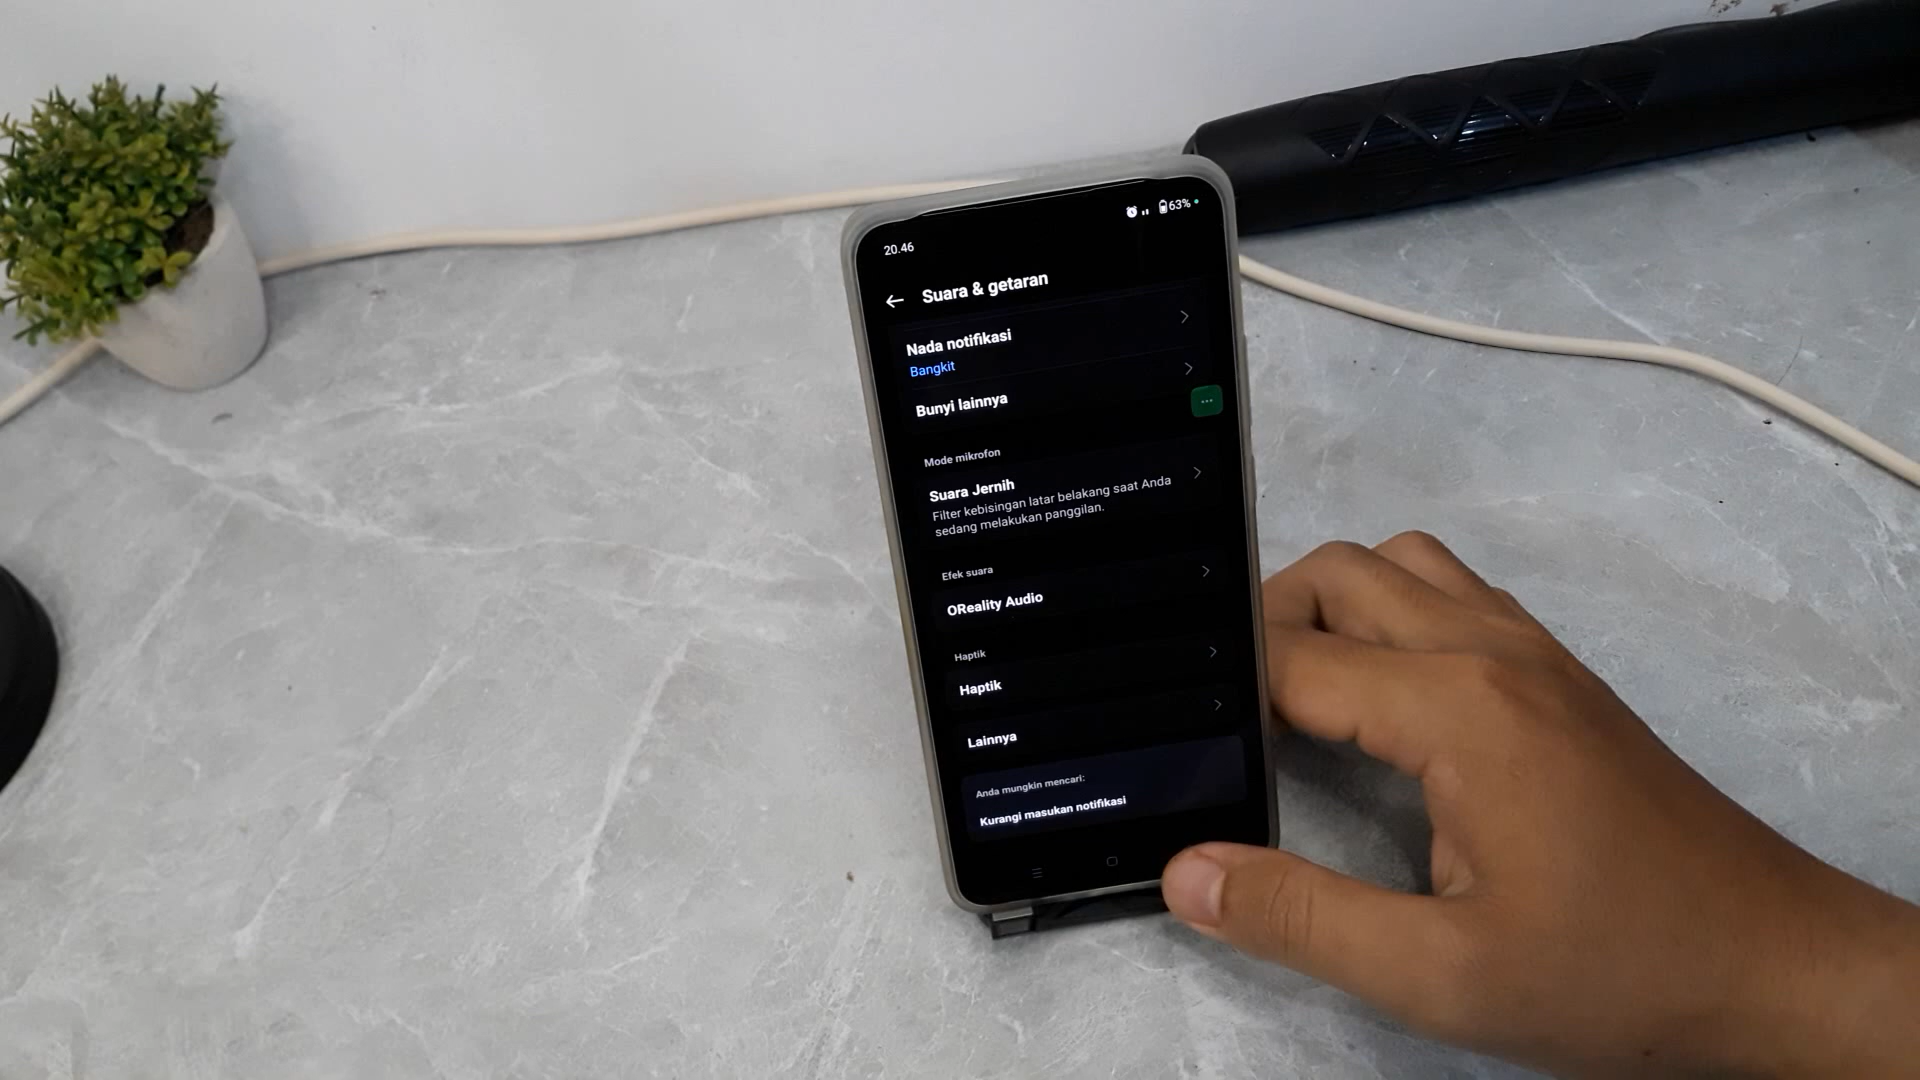 20.46
63%
Suara & getaran
Nada notifikasi
Bangkit
Bunyi lainnya
Mode mikrofon
Suara Jernih
Filter kebisingan latar belakang saat Anda
sedang melakukan panggilan.
Efek suara
OReality Audio
Haptik
Haptik
Lainnya
Anda mungkin mencari:
Kurangi masukan notifikasi